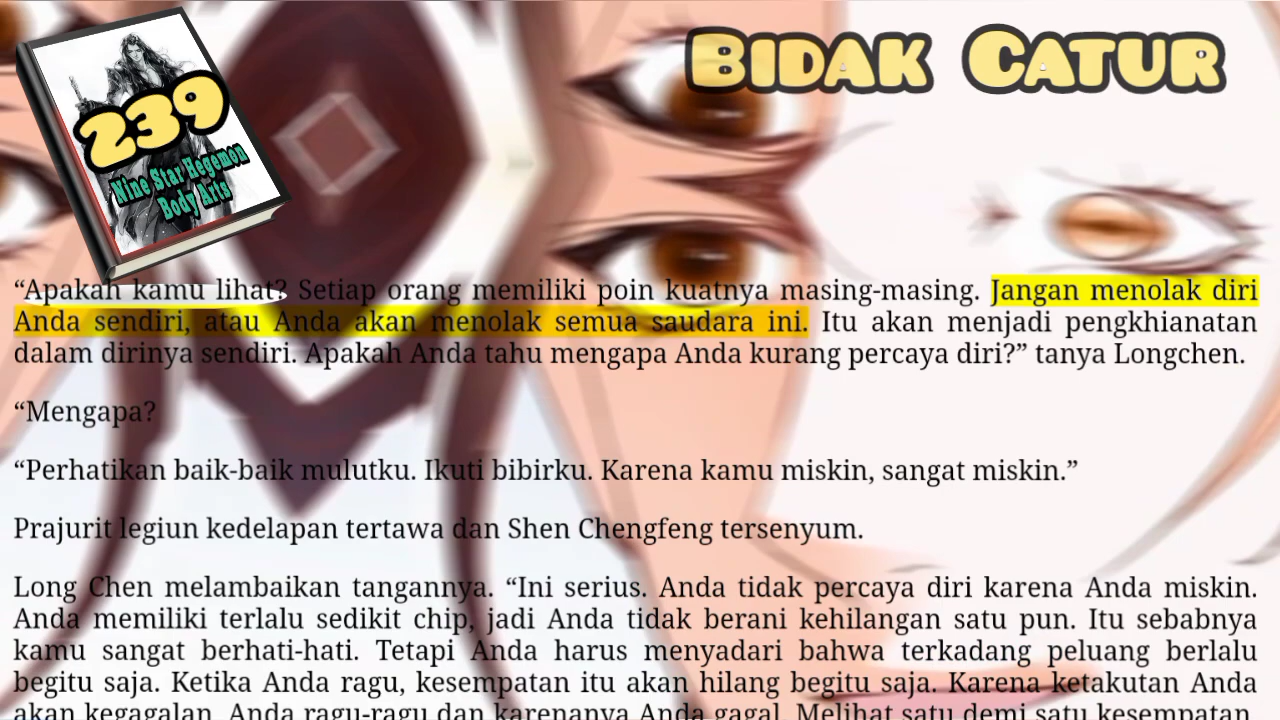 BIDAK CATUR
239
Nine Star Hegemon
Body Arts
“Apakah kamu lihat? Setiap orang memiliki poin kuatnya masing-masing. Jangan menolak diri
Anda sendiri, atau Anda akan menolak semua saudara ini. Itu akan menjadi pengkhianatan
dalam dirinya sendiri. Apakah Anda tahu mengapa Anda kurang percaya diri?” tanya Longchen.
“Mengapa?
“Perhatikan baik-baik mulutku. Ikuti bibirku. Karena kamu miskin, sangat miskin.”
Prajurit legiun kedelapan tertawa dan Shen Chengfeng tersenyum.
Long Chen melambaikan tangannya. “Ini serius. Anda tidak percaya diri karena Anda miskin.
Anda memiliki terlalu sedikit chip, jadi Anda tidak berani kehilangan satu pun. Itu sebabnya
kamu sangat berhati-hati. Tetapi Anda harus menyadari bahwa terkadang peluang berlalu
begitu saja. Ketika Anda ragu, kesempatan itu akan hilang begitu saja. Karena ketakutan Anda
akan kegagalan, Anda ragu-ragu dan karenanya Anda gagal. Melihat satu demi satu kesempatan